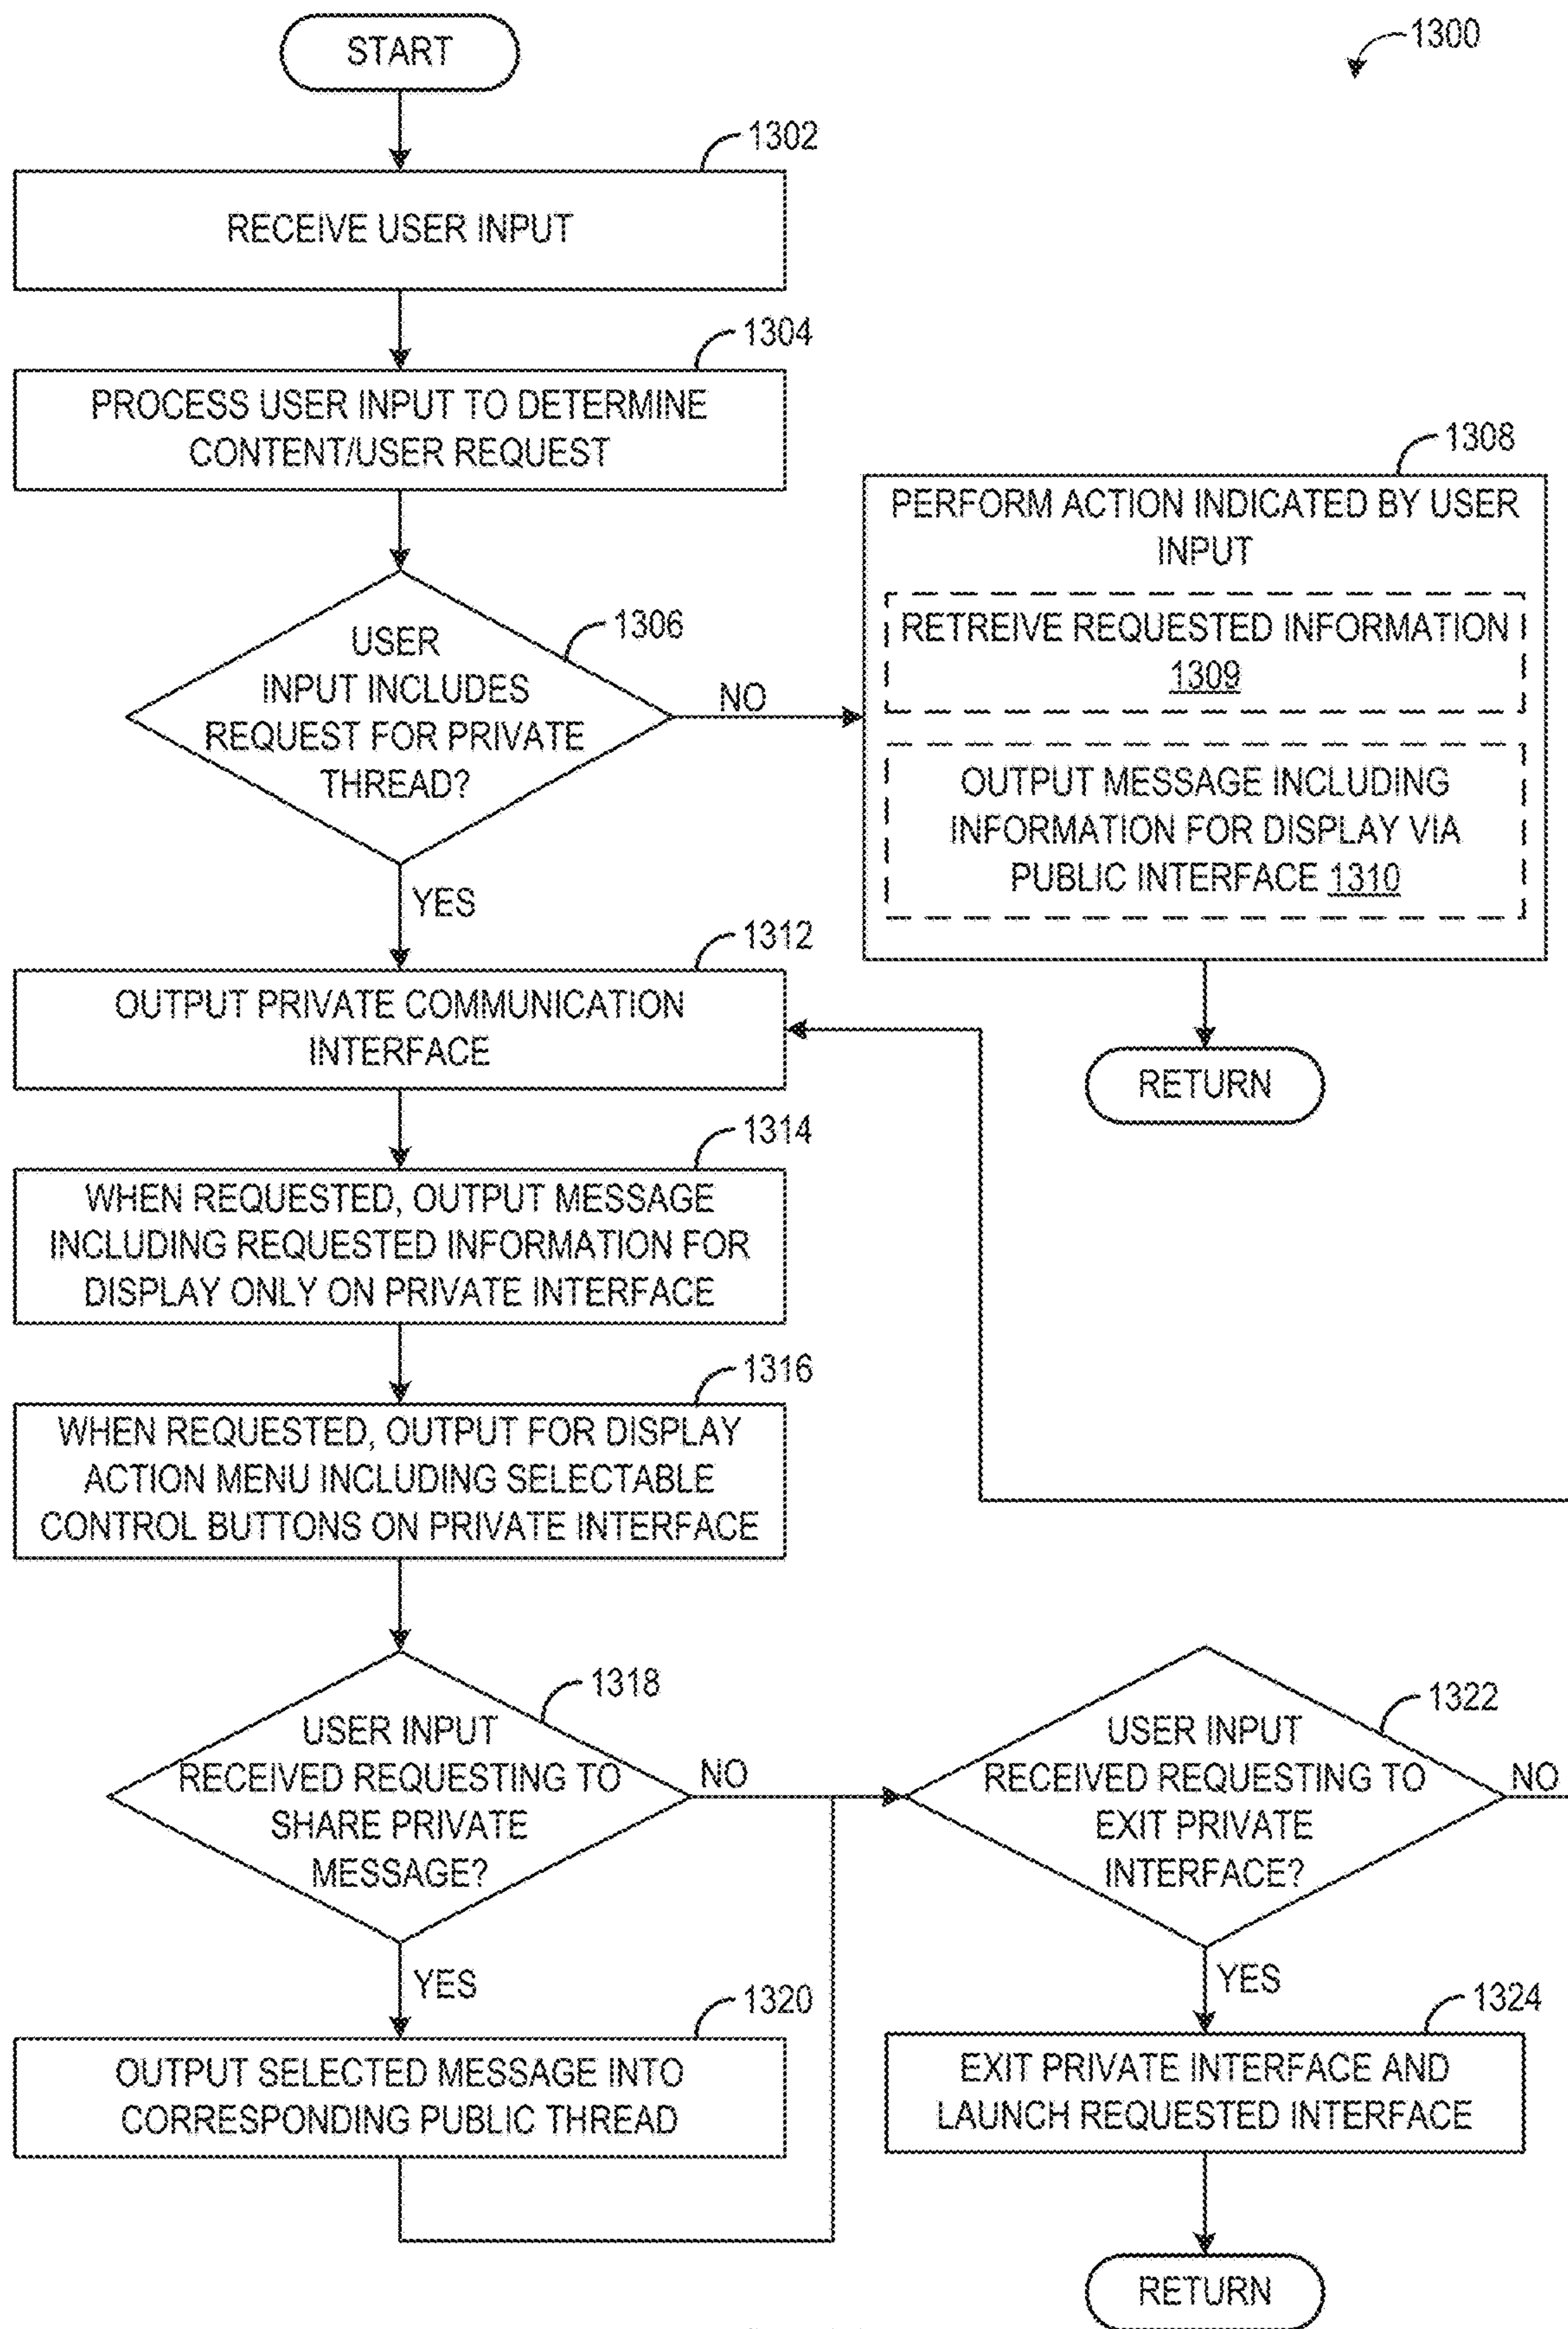 START
1300
1302
RECEIVE USER INPUT
1304
PROCESS USER INPUT TO DETERMINE
CONTENT/USER REQUEST
1306
USER
INPUT INCLUDES
REQUEST FOR PRIVATE
THREAD?
NO
1308
PERFORM ACTION INDICATED BY USER
INPUT
RETREIVE REQUESTED INFORMATION
1309
OUTPUT MESSAGE INCLUDING
INFORMATION FOR DISPLAY VIA
PUBLIC INTERFACE 1310
RETURN
YES
1312
OUTPUT PRIVATE COMMUNICATION
INTERFACE
1314
WHEN REQUESTED, OUTPUT MESSAGE
INCLUDING REQUESTED INFORMATION FOR
DISPLAY ONLY ON PRIVATE INTERFACE
1316
WHEN REQUESTED, OUTPUT FOR DISPLAY
ACTION MENU INCLUDING SELECTABLE
CONTROL BUTTONS ON PRIVATE INTERFACE
1318
USER INPUT
RECEIVED REQUESTING TO
SHARE PRIVATE
MESSAGE?
NO
YES
1320
OUTPUT SELECTED MESSAGE INTO
CORRESPONDING PUBLIC THREAD
1322
USER INPUT
RECEIVED REQUESTING TO
EXIT PRIVATE
INTERFACE?
NO
YES
1324
EXIT PRIVATE INTERFACE AND
LAUNCH REQUESTED INTERFACE
RETURN